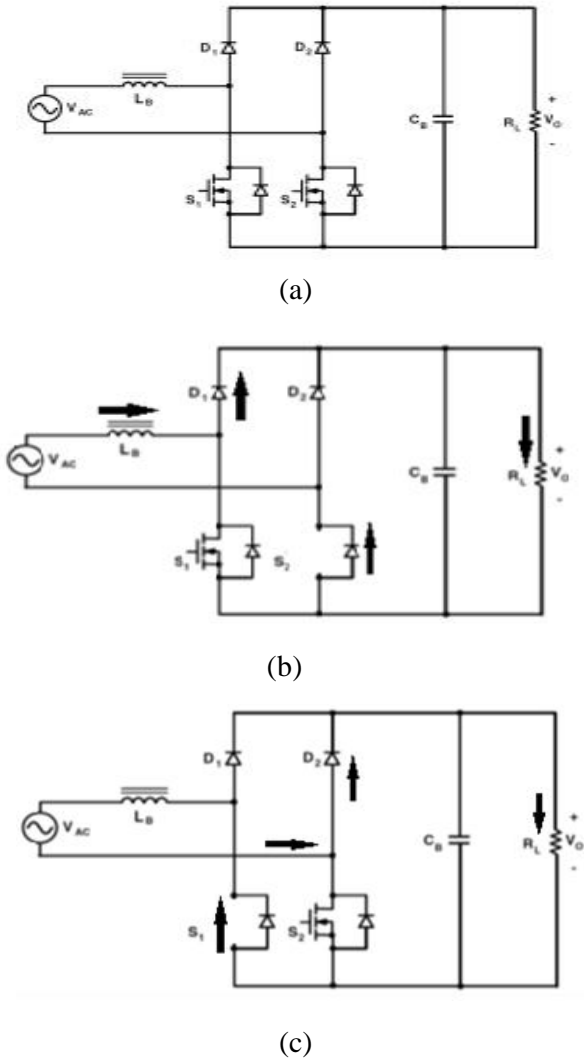 D1 D2
LB
VAC
CB RL + VO -
S1 S2
(a)
D1 D2
LB
VAC
CB RL + VO -
S1 S2
(b)
D1 D2
LB
VAC
CB RL + VO -
S1 S2
(c)